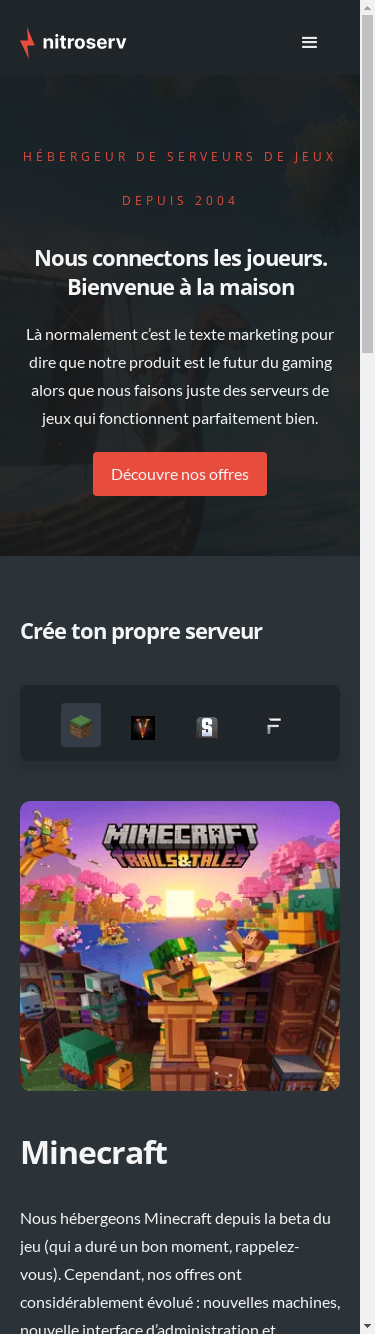 nitroserv
HÉBERGEUR DE SERVEURS DE JEUX
DEPUIS 2004
Nous connectons les joueurs.
Bienvenue à la maison
Là normalement c’est le texte marketing pour
dire que notre produit est le futur du gaming
alors que nous faisons juste des serveurs de
jeux qui fonctionnent parfaitement bien.
Découvre nos offres
Crée ton propre serveur
MINECRAFT
TRAILS & TALES
Minecraft
Nous hébergeons Minecraft depuis la beta du
jeu (qui a duré un bon moment, rappelez-
vous). Cependant, nos offres ont
considérablement évolué : nouvelles machines,
nouvelle interface d’administration et